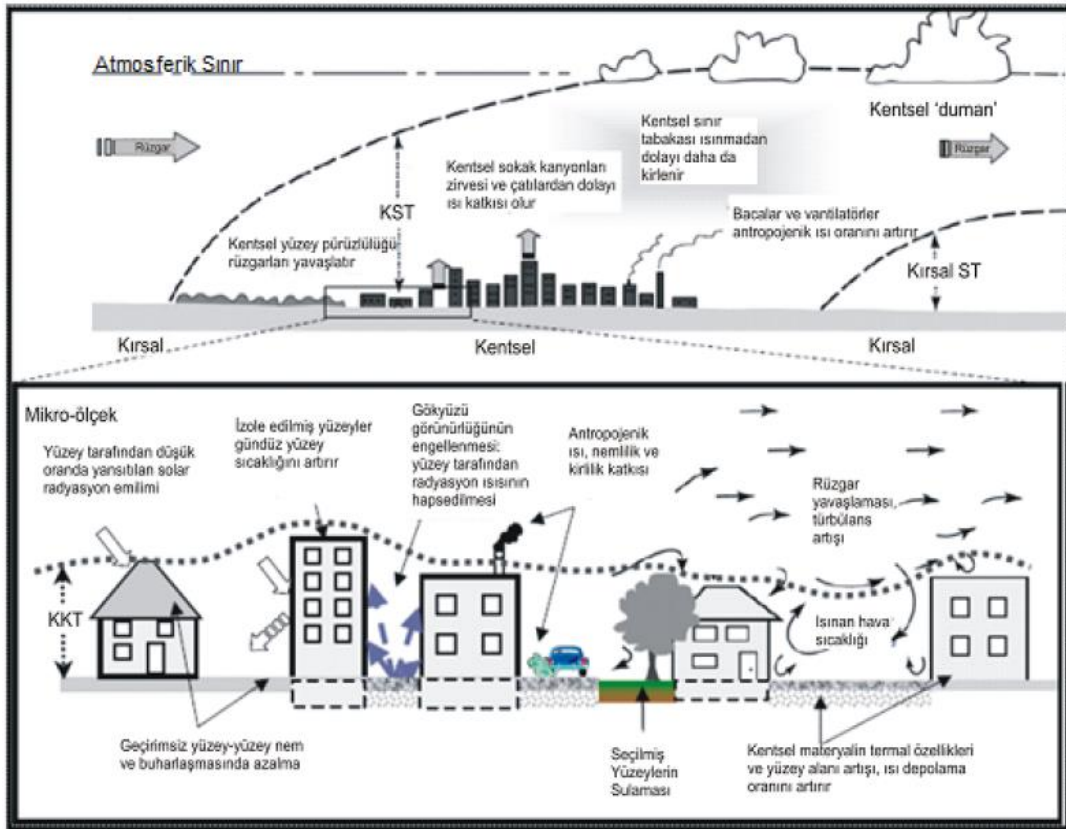 Atmosferik Sınır
Kentsel 'duman'
Rüzgar
Rüzgar
Kentsel sınır
tabakası ısınmadan
dolayı daha da
kirlenir
Kentsel sokak kanyonları
zirvesi ve çatılardan dolayı
ısı katkısı olur
KST
Bacalar ve vantilatörler
antropojenik ısı oranını artırır
Kentsel yüzey pürüzlülüğü
rüzgarları yavaşlatır
Kırsal ST
Kırsal
Kentsel
Kırsal
Mikro-ölçek
Yüzey tarafından düşük
oranda yansıtılan solar
radyasyon emilimi
İzole edilmiş yüzeyler
gündüz yüzey
sıcaklığını artırır
Gökyüzü
görünürlüğünün
engellenmesi:
yüzey tarafından
radyasyon ısısının
hapsedilmesi
Antropojenik
ısı, nemlilik ve
kirlilik katkısı
Rüzgar
yavaşlaması,
türbülans
artışı
KKT
Isınan hava
sıcaklığı
Geçirimsiz yüzey-yüzey nem
ve buharlaşmasında azalma
Seçilmiş
Yüzeylerin
Sulaması
Kentsel materyalin termal özellikleri
ve yüzey alanı artışı, ısı depolama
oranını artırır